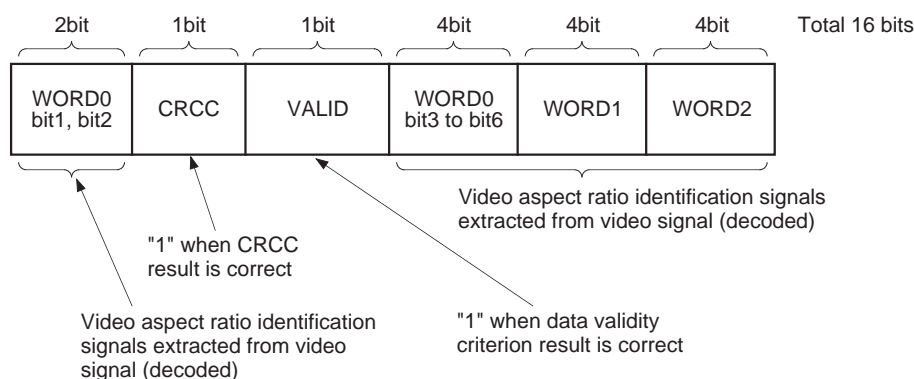 2bit 1bit 1bit 4bit 4bit 4bit Total 16 bits
WORD0
bit1, bit2
CRCC
VALID
WORD0
bit3 to bit6
WORD1
WORD2
Video aspect ratio identification signals
extracted from video signal (decoded)
"1" when CRCC
result is correct
Video aspect ratio identification
signals extracted from video
signal (decoded)
"1" when data validity
criterion result is correct